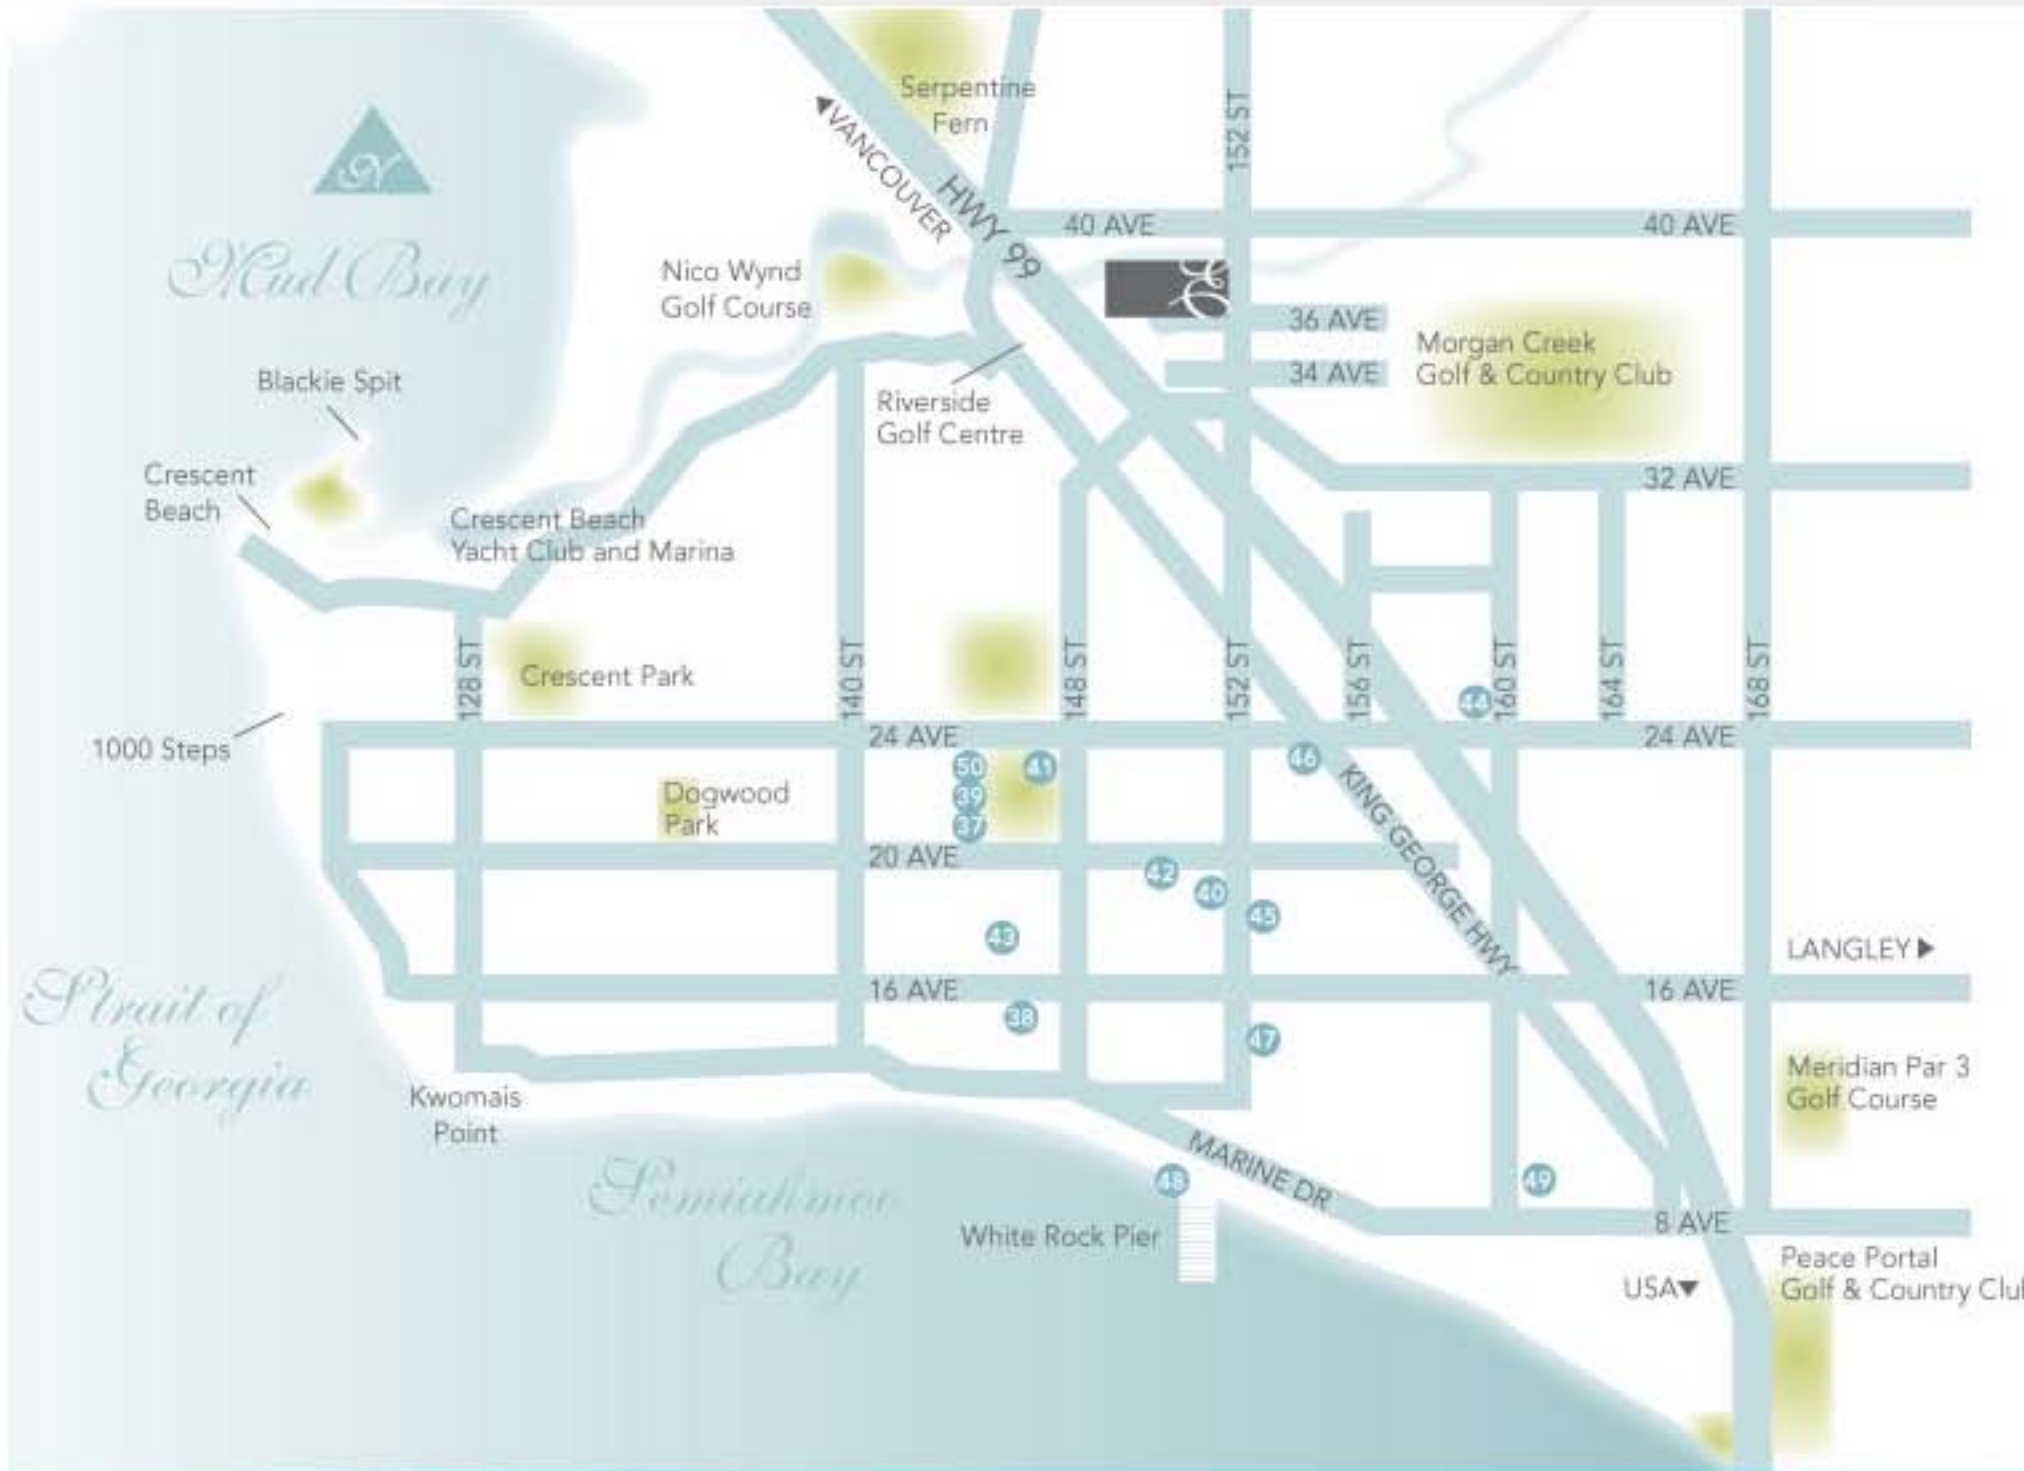 Serpentine
Fern
VANCOUVER
HWY 99
152 ST
40 AVE
40 AVE
N
Mud Bay
Nico Wynd
Golf Course
E
36 AVE
34 AVE
Morgan Creek
Golf & Country Club
Blackie Spit
Riverside
Golf Centre
Crescent
Beach
32 AVE
Crescent Beach
Yacht Club and Marina
128 ST
Crescent Park
140 ST
148 ST
152 ST
156 ST
44
160 ST
164 ST
168 ST
1000 Steps
24 AVE
24 AVE
50
41
46
39
37
Dogwood
Park
KING GEORGE HWY
20 AVE
42
40
45
43
LANGLEY
16 AVE
16 AVE
Strait of
Georgia
38
47
Meridian Par 3
Golf Course
Kwomais
Point
MARINE DR
Semiahmoo
Bay
48
49
White Rock Pier
8 AVE
USA
Peace Portal
Golf & Country Club